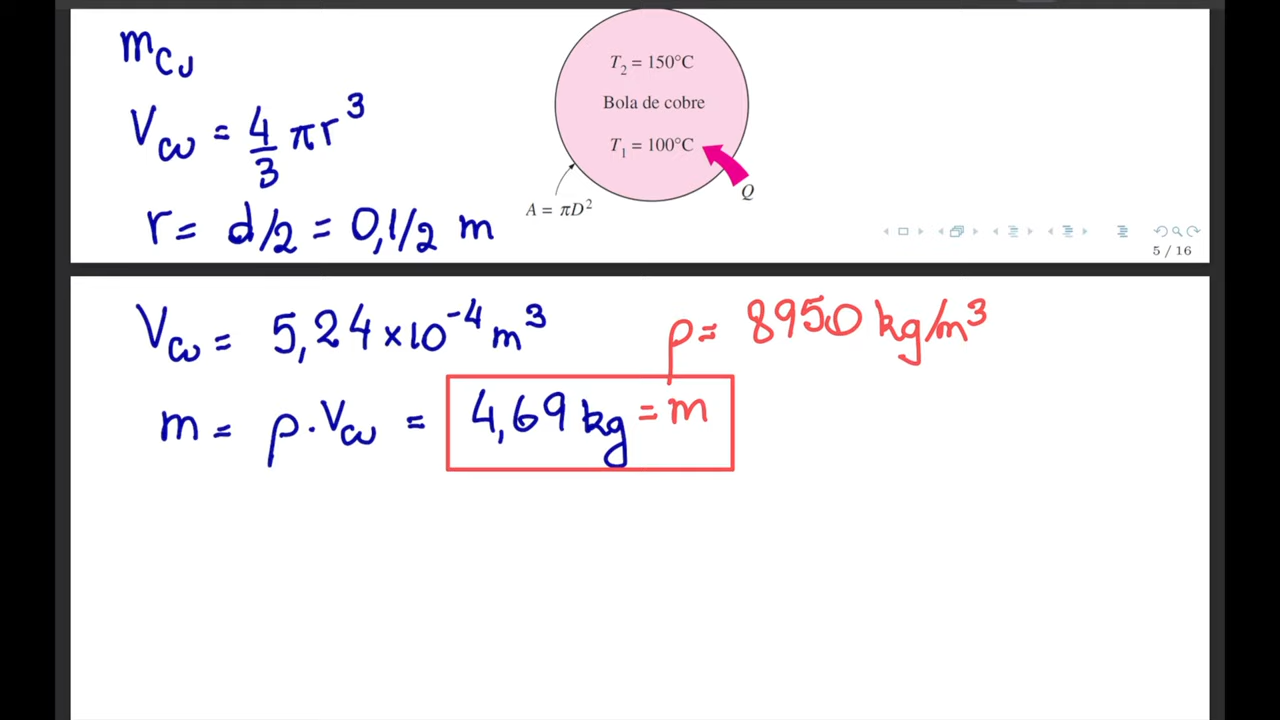 m_Cu
V_Cu = 4/3 πr³
r = d/2 = 0,1/2 m
T₂ = 150°C
Bola de cobre
T₁ = 100°C
Q
A = πD²
5 / 16
V_Cu = 5,24 × 10⁻⁴ m³
ρ = 8950 kg/m³
m = ρ · V_Cu = 4,69 kg = m